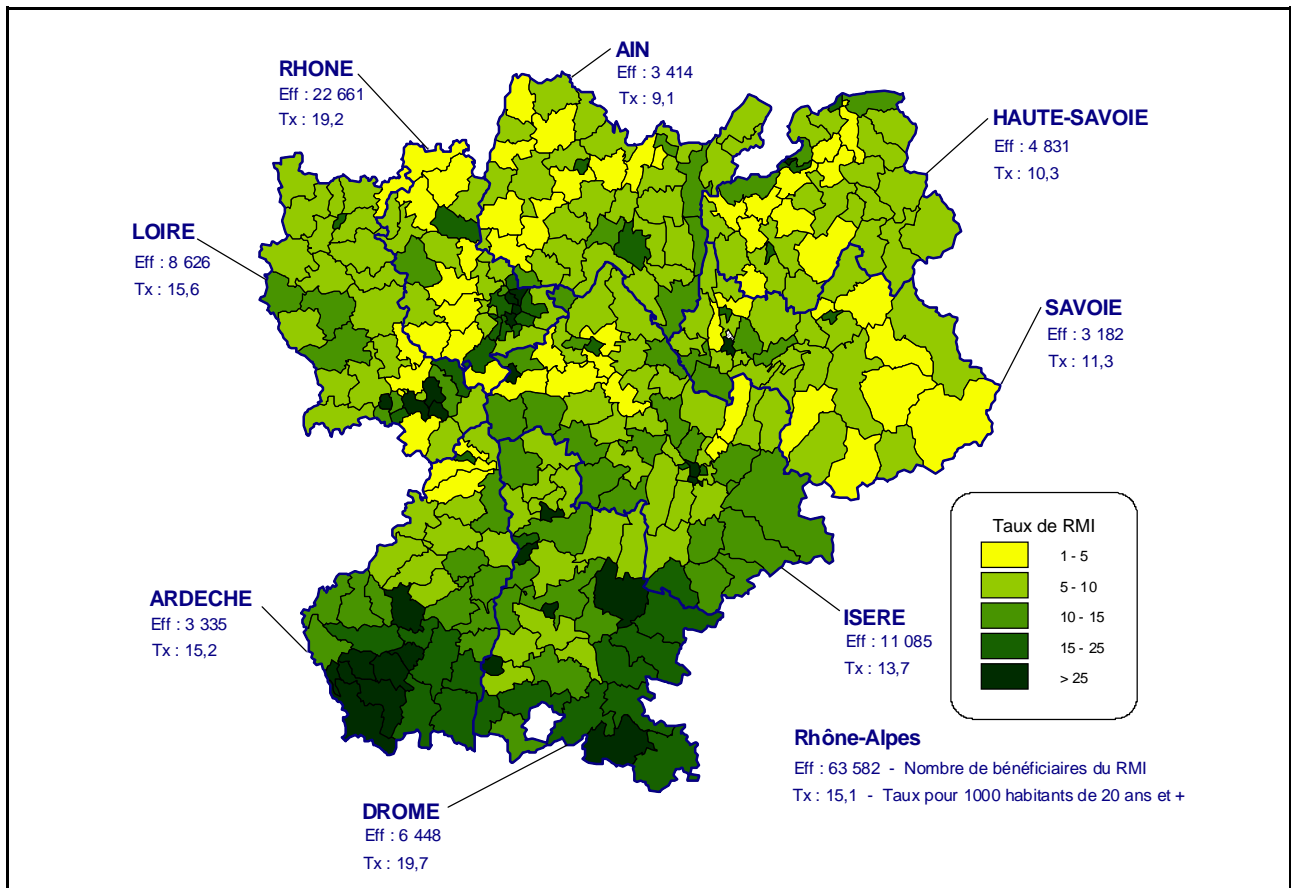 AIN
Eff : 3 414
Tx : 9,1
RHONE
Eff : 22 661
Tx : 19,2
HAUTE-SAVOIE
Eff : 4 831
Tx : 10,3
LOIRE
Eff : 8 626
Tx : 15,6
SAVOIE
Eff : 3 182
Tx : 11,3
ARDECHE
Eff : 3 335
Tx : 15,2
ISERE
Eff : 11 085
Tx : 13,7
DROME
Eff : 6 448
Tx : 19,7
Taux de RMI
1 - 5
5 - 10
10 - 15
15 - 25
> 25
Rhône-Alpes
Eff : 63 582 - Nombre de bénéficiaires du RMI
Tx : 15,1 - Taux pour 1000 habitants de 20 ans et +